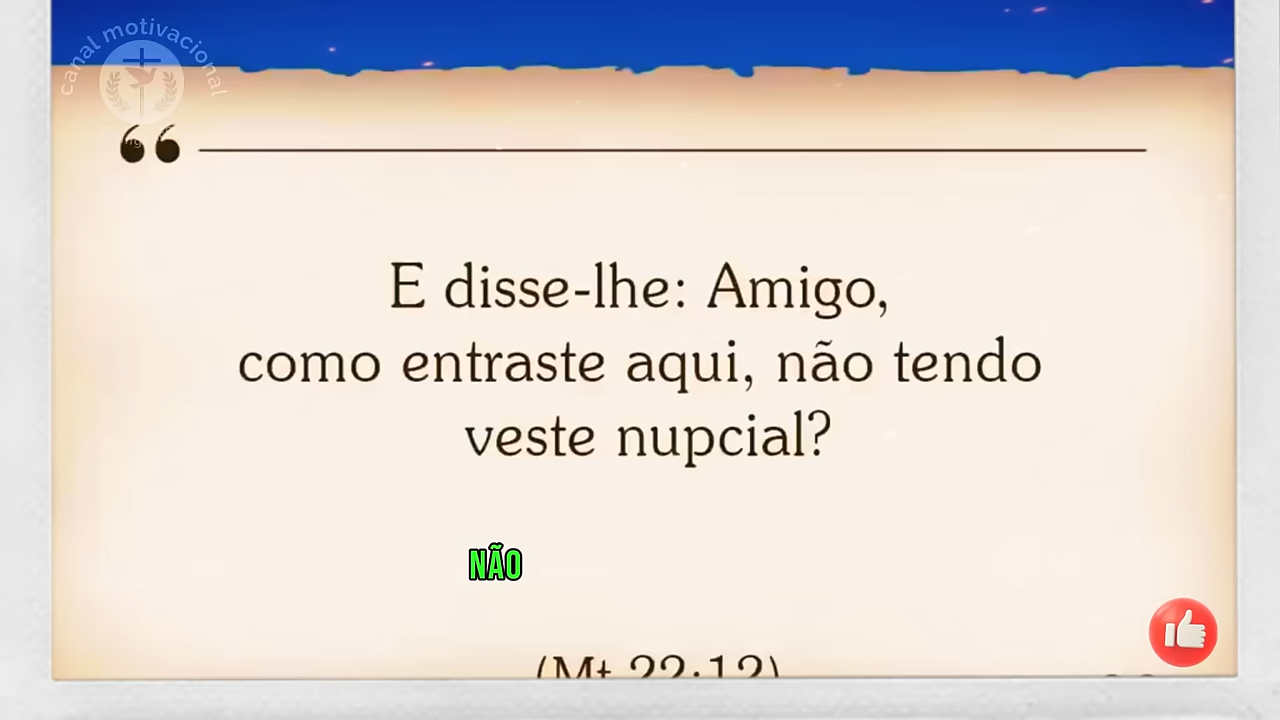 canal motivacional
E disse-lhe: Amigo,
como entraste aqui, não tendo
veste nupcial?
NÃO
(Mt 22:12)